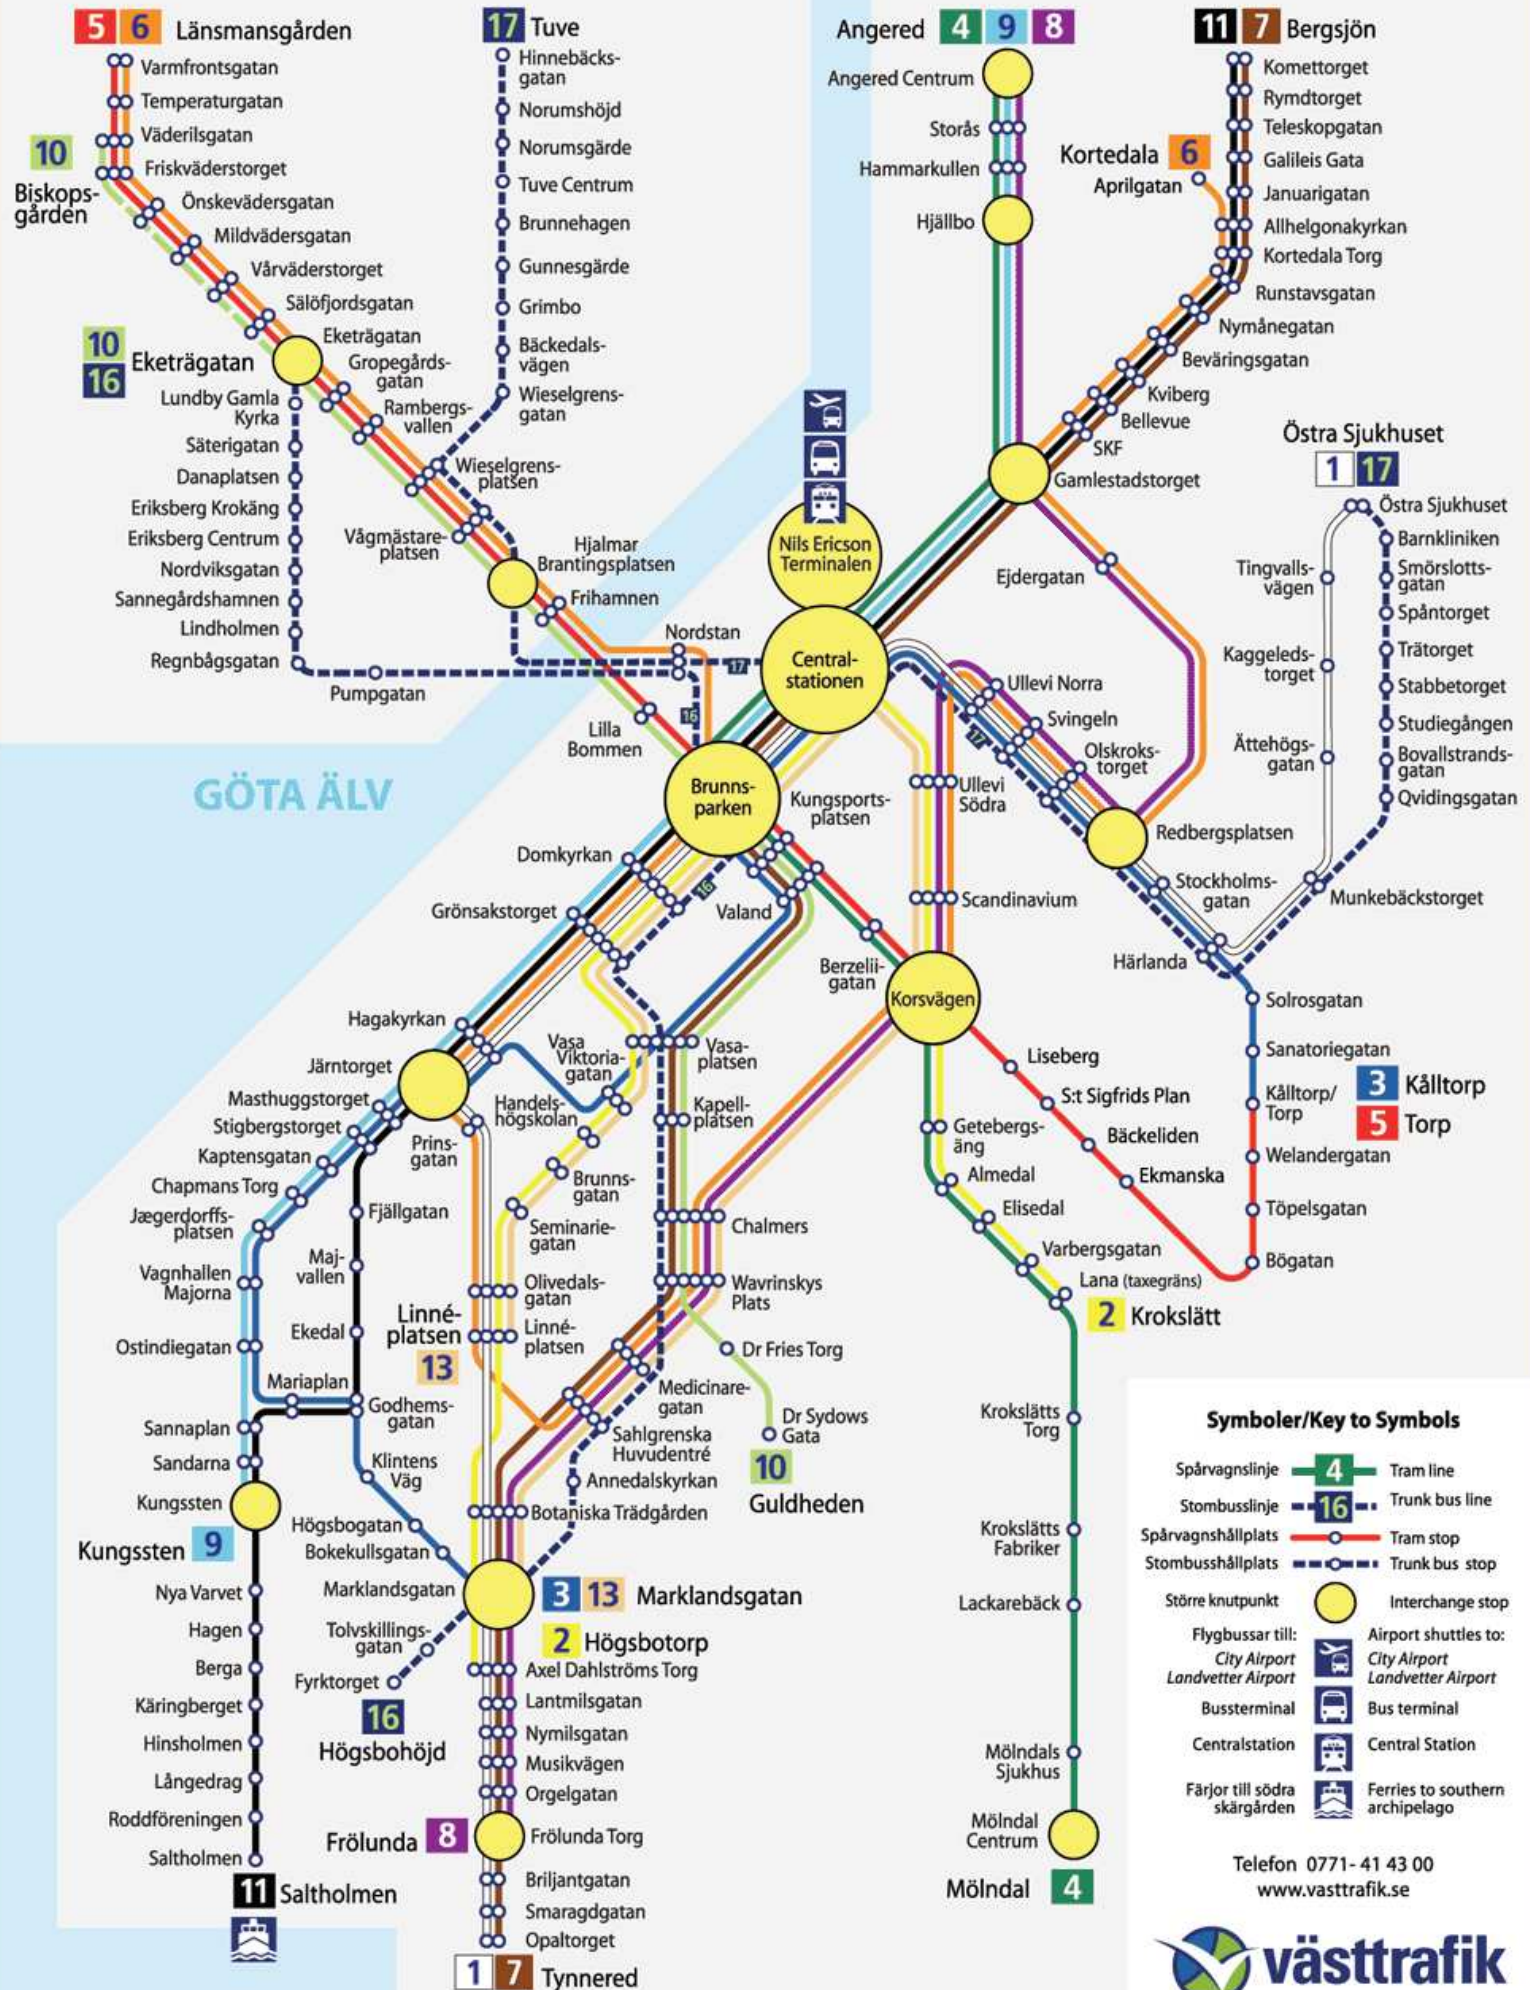 5 6 Länsmansgården
Varmfrontsgatan
Temperaturgatan
Väderilsgatan
Friskväderstorget
10
Biskops-
gården
Önskevädersgatan
Mildvädersgatan
Vårväderstorget
Sälöfjordsgatan
Eketrägatan
10
16
Eketrägatan
Gropegårds-
gatan
Rambergs-
vallen
Wieselgrens-
platsen
Vågmästare-
platsen
Hjalmar
Brantingsplatsen
Frihamnen
Lundby Gamla
Kyrka
Säterigatan
Danaplatsen
Eriksberg Krokäng
Eriksberg Centrum
Nordviksgatan
Sannegårdshamnen
Lindholmen
Regnbågsgatan
Pumpgatan
17 Tuve
Hinnebäcks-
gatan
Norumshöjd
Norumsgärde
Tuve Centrum
Brunnehagen
Gunnesgärde
Grimbo
Bäckedals-
vägen
Wieselgrens-
gatan
Angered 4 9 8
Angered Centrum
Storås
Hammarkullen
Hjällbo
11 7 Bergsjön
Komettorget
Rymdtorget
Teleskopgatan
Galileis Gata
Januarigatan
Allhelgonakyrkan
Kortedala Torg
Kortedala 6
Aprilgatan
Runstavsgatan
Nymånegatan
Beväringsgatan
Kviberg
Bellevue
SKF
Gamlestadstorget
Ejdergatan
Östra Sjukhuset
1 17
Östra Sjukhuset
Barnkliniken
Smörslotts-
gatan
Spåntorget
Trätorget
Stabbetorget
Studiegången
Bovallstrands-
gatan
Qvidingsgatan
Tingvalls-
vägen
Kaggeleds-
torget
Ättehögs-
gatan
Munkebäckstorget
Nils Ericson
Terminalen
Central-
stationen
Nordstan
17
16
Lilla
Bommen
Brunns-
parken
GÖTA ÄLV
Kungsports-
platsen
Ullevi Norra
Svingeln
17
Olskroks-
torget
Redbergsplatsen
Stockholms-
gatan
Härlanda
Ullevi
Södra
Scandinavium
Domkyrkan
16
Grönsakstorget
Valand
Berzelii-
gatan
Korsvägen
Solrosgatan
Sanatoriegatan
Kålltorp/
Torp
3 Kålltorp
5 Torp
Welandergatan
Töpelsgatan
Bögatan
Liseberg
S:t Sigfrids Plan
Bäckeliden
Ekmanska
Hagakyrkan
Järntorget
Masthuggstorget
Stigbergstorget
Kaptensgatan
Chapmans Torg
Jægerdorffs-
platsen
Vagnhallen
Majorna
Ostindiegatan
Mariaplan
Sannaplan
Sandarna
Kungssten
Kungssten 9
Prins-
gatan
Fjällgatan
Maj-
vallen
Ekedal
Godhems-
gatan
Klintens
Väg
Högsbogatan
Bokekullsgatan
Marklandsgatan
Tolvskillings-
gatan
Fyrktorget
16
Högsbohöjd
Vasa
Viktoria-
gatan
Vasa-
platsen
Handels-
högskolan
Kapell-
platsen
Brunns-
gatan
Seminarie-
gatan
Olivedals-
gatan
Linné-
platsen
13
Linné-
platsen
Chalmers
Wavrinskys
Plats
Dr Fries Torg
Medicinare-
gatan
Dr Sydows
Gata
10
Guldheden
Sahlgrenska
Huvudentré
Annedalskyrkan
Botaniska Trädgården
3 13 Marklandsgatan
2 Högsbotorp
Axel Dahlströms Torg
Lantmilsgatan
Nymilsgatan
Musikvägen
Orgelgatan
Frölunda 8
Frölunda Torg
Briljantgatan
Smaragdgatan
Opaltorget
1 7 Tynnered
Nya Varvet
Hagen
Berga
Käringberget
Hinsholmen
Långedrag
Roddföreningen
Saltholmen
11 Saltholmen
Getebergs-
äng
Almedal
Elisedal
Varbergsgatan
Lana (taxegräns)
2 Krokslätt
Krokslätts
Torg
Krokslätts
Fabriker
Lackarebäck
Mölndals
Sjukhus
Mölndal
Centrum
Mölndal 4
Symboler/Key to Symbols
Spårvagnslinje 4 Tram line
Stombusslinje 16 Trunk bus line
Spårvagnshållplats Tram stop
Stombusshållplats Trunk bus stop
Större knutpunkt Interchange stop
Flygbussar till: Airport shuttles to:
City Airport City Airport
Landvetter Airport Landvetter Airport
Bussterminal Bus terminal
Centralstation Central Station
Färjor till södra Ferries to southern
skärgården archipelago
Telefon 0771- 41 43 00
www.vasttrafik.se
västtrafik